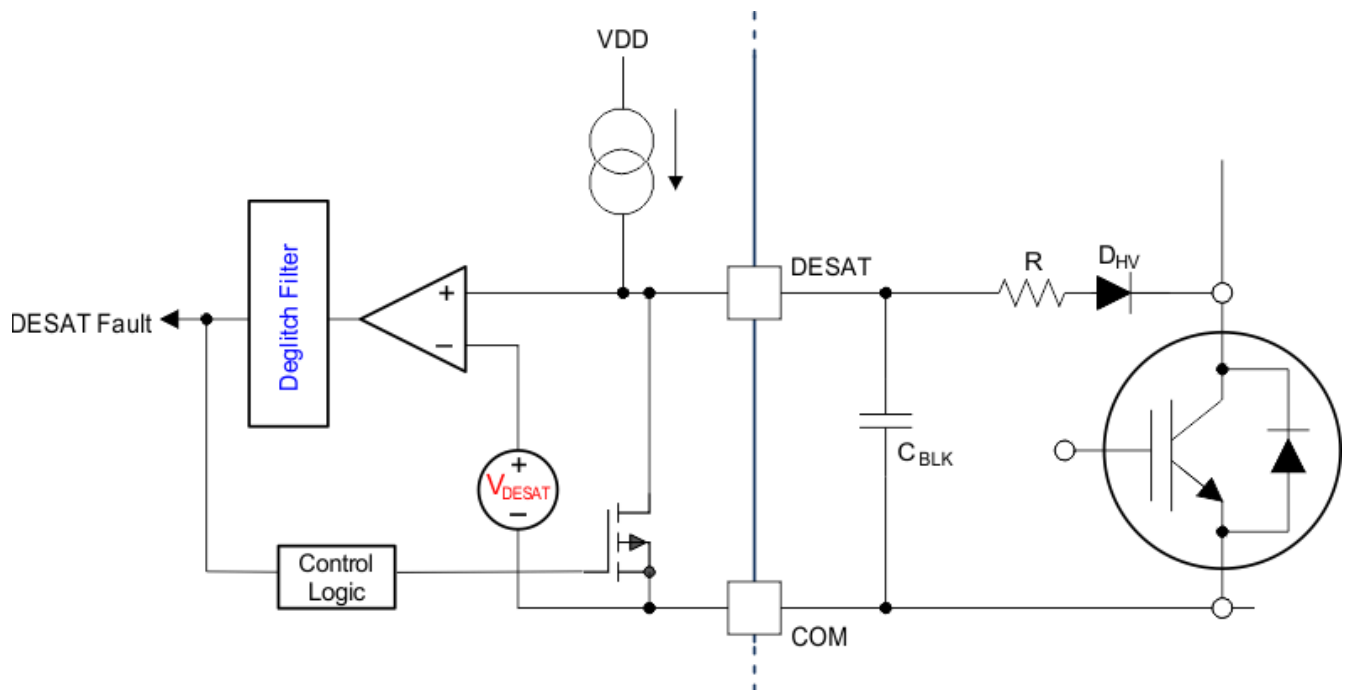 VDD
DESAT
R
DHV
Deglitch Filter
+
−
DESAT Fault
+
VDESAT
−
CBLK
Control
Logic
COM